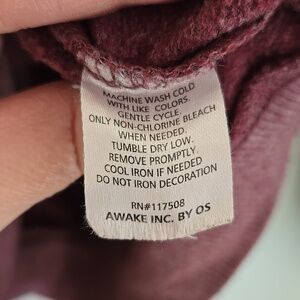 MACHINE WASH COLD
WITH LIKE COLORS.
GENTLE CYCLE.
ONLY NON-CHLORINE BLEACH
WHEN NEEDED.
TUMBLE DRY LOW.
REMOVE PROMPTLY.
COOL IRON IF NEEDED
DO NOT IRON DECORATION
RN#117508
AWAKE INC. BY OS